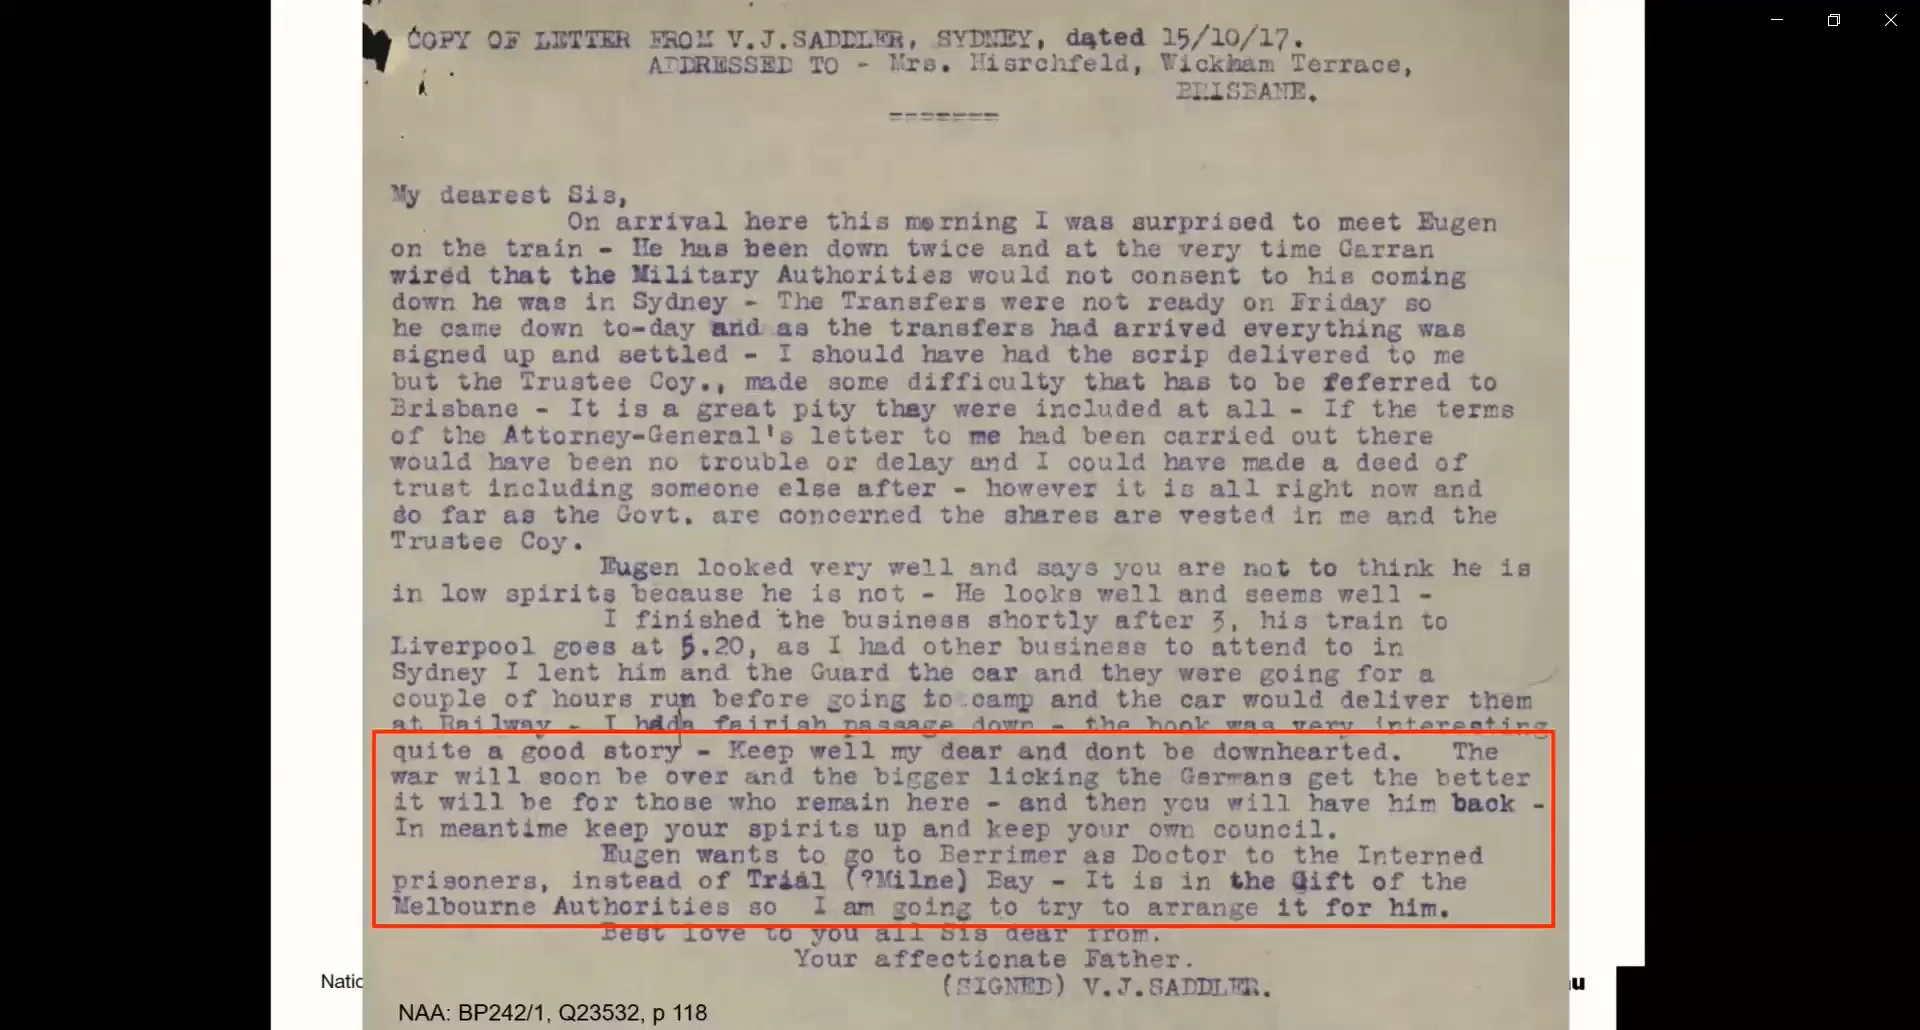 COPY OF LETTER FROM V.J.SADDLER, SYDNEY, dated 15/10/17.
ADDRESSED TO - Mrs. Hisrchfeld, Wickham Terrace,
BRISBANE.
=======
My dearest Sis,
On arrival here this morning I was surprised to meet Eugen
on the train - He has been down twice and at the very time Garran
wired that the Military Authorities would not consent to his coming
down he was in Sydney - The Transfers were not ready on Friday so
he came down to-day and as the transfers had arrived everything was
signed up and settled - I should have had the scrip delivered to me
but the Trustee Coy., made some difficulty that has to be referred to
Brisbane - It is a great pity they were included at all - If the terms
of the Attorney-General's letter to me had been carried out there
would have been no trouble or delay and I could have made a deed of
trust including someone else after - however it is all right now and
so far as the Govt. are concerned the shares are vested in me and the
Trustee Coy.
Eugen looked very well and says you are not to think he is
in low spirits because he is not - He looks well and seems well -
I finished the business shortly after 3, his train to
Liverpool goes at 5.20, as I had other business to attend to in
Sydney I lent him and the Guard the car and they were going for a
couple of hours run before going to camp and the car would deliver them
at Railway - I had a fairish passage down - the book was very interesting
quite a good story - Keep well my dear and dont be downhearted. The
war will soon be over and the bigger licking the Germans get the better
it will be for those who remain here - and then you will have him back -
In meantime keep your spirits up and keep your own council.
Eugen wants to go to Berrimer as Doctor to the Interned
prisoners, instead of Trial (?Milne) Bay - It is in the Gift of the
Melbourne Authorities so I am going to try to arrange it for him.
Best love to you all Sis dear from.
Your affectionate Father.
(SIGNED) V.J.SADDLER.
Natio
au
NAA: BP242/1, Q23532, p 118